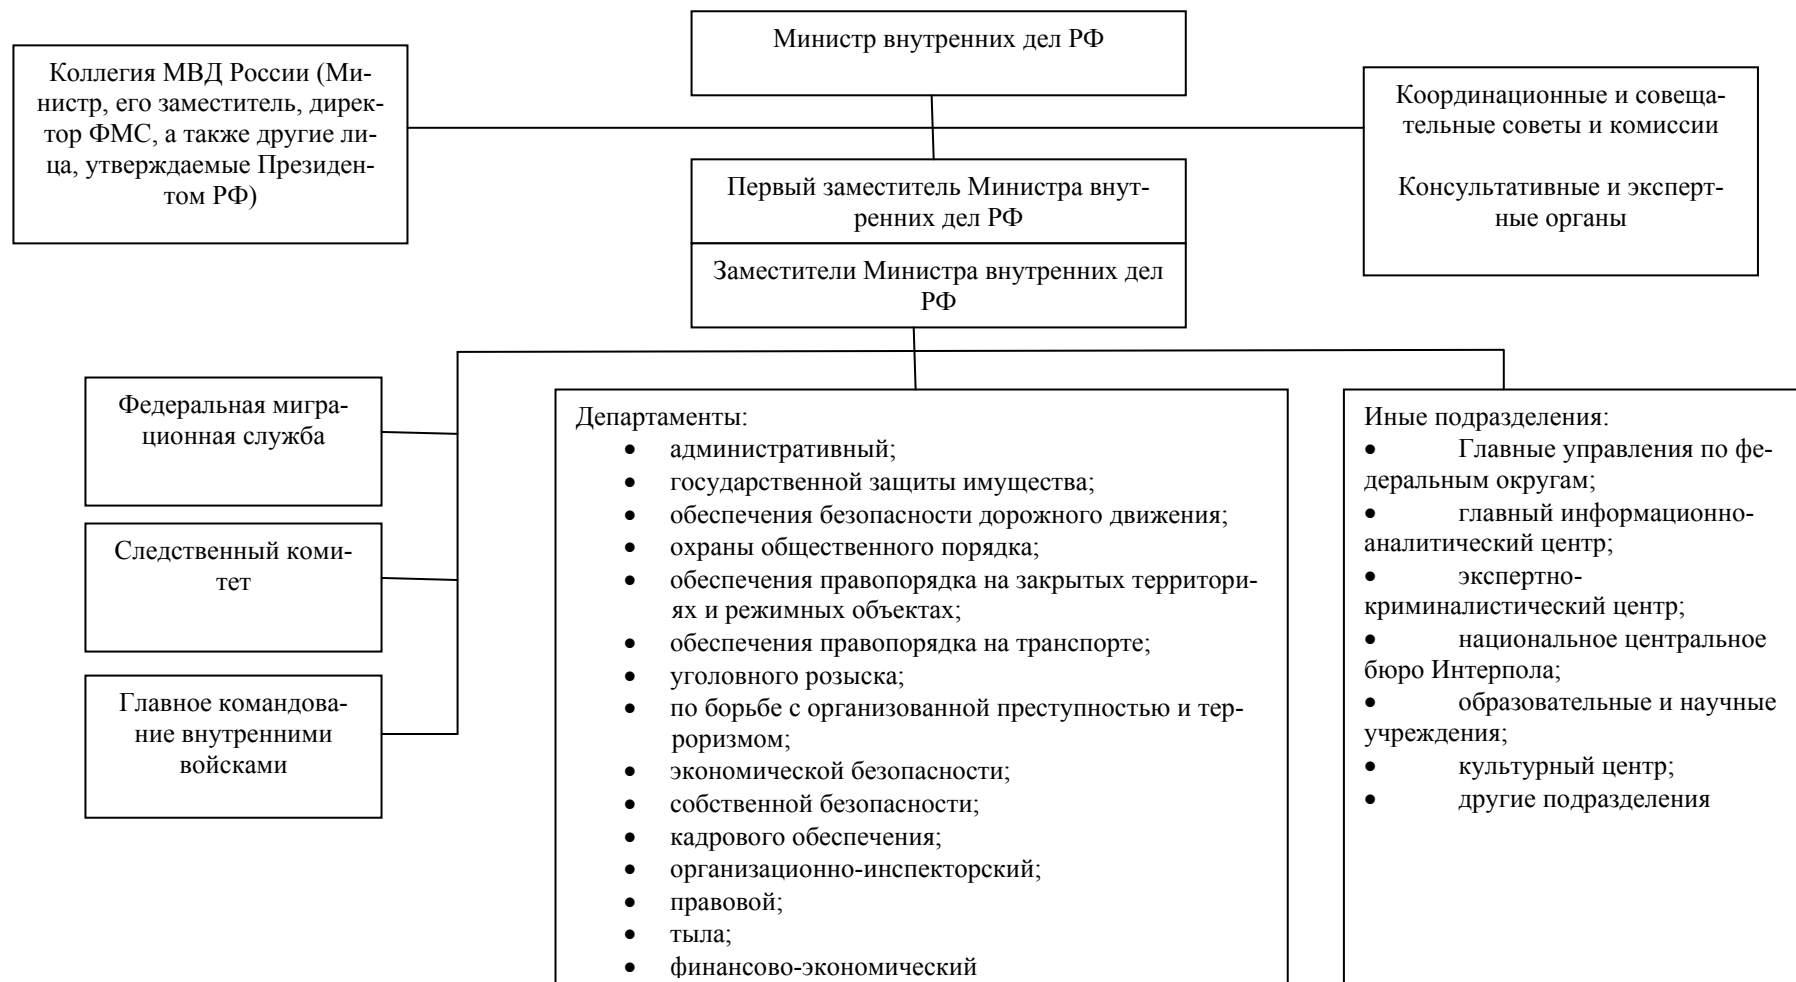 Министр внутренних дел РФ
Коллегия МВД России (Ми-
нистр, его заместитель, дирек-
тор ФМС, а также другие ли-
ца, утверждаемые Президен-
том РФ)
Координационные и совеща-
тельные советы и комиссии
Консультативные и эксперт-
ные органы
Первый заместитель Министра внут-
ренних дел РФ
Заместители Министра внутренних дел
РФ
Федеральная мигра-
ционная служба
Следственный коми-
тет
Главное командова-
ние внутренними
войсками
Департаменты:
• административный;
• государственной защиты имущества;
• обеспечения безопасности дорожного движения;
• охраны общественного порядка;
• обеспечения правопорядка на закрытых территори-
ях и режимных объектах;
• обеспечения правопорядка на транспорте;
• уголовного розыска;
• по борьбе с организованной преступностью и тер-
роризмом;
• экономической безопасности;
• собственной безопасности;
• кадрового обеспечения;
• организационно-инспекторский;
• правовой;
• тыла;
• финансово-экономический
Иные подразделения:
• Главные управления по фе-
деральным округам;
• главный информационно-
аналитический центр;
• экспертно-
криминалистический центр;
• национальное центральное
бюро Интерпола;
• образовательные и научные
учреждения;
• культурный центр;
• другие подразделения